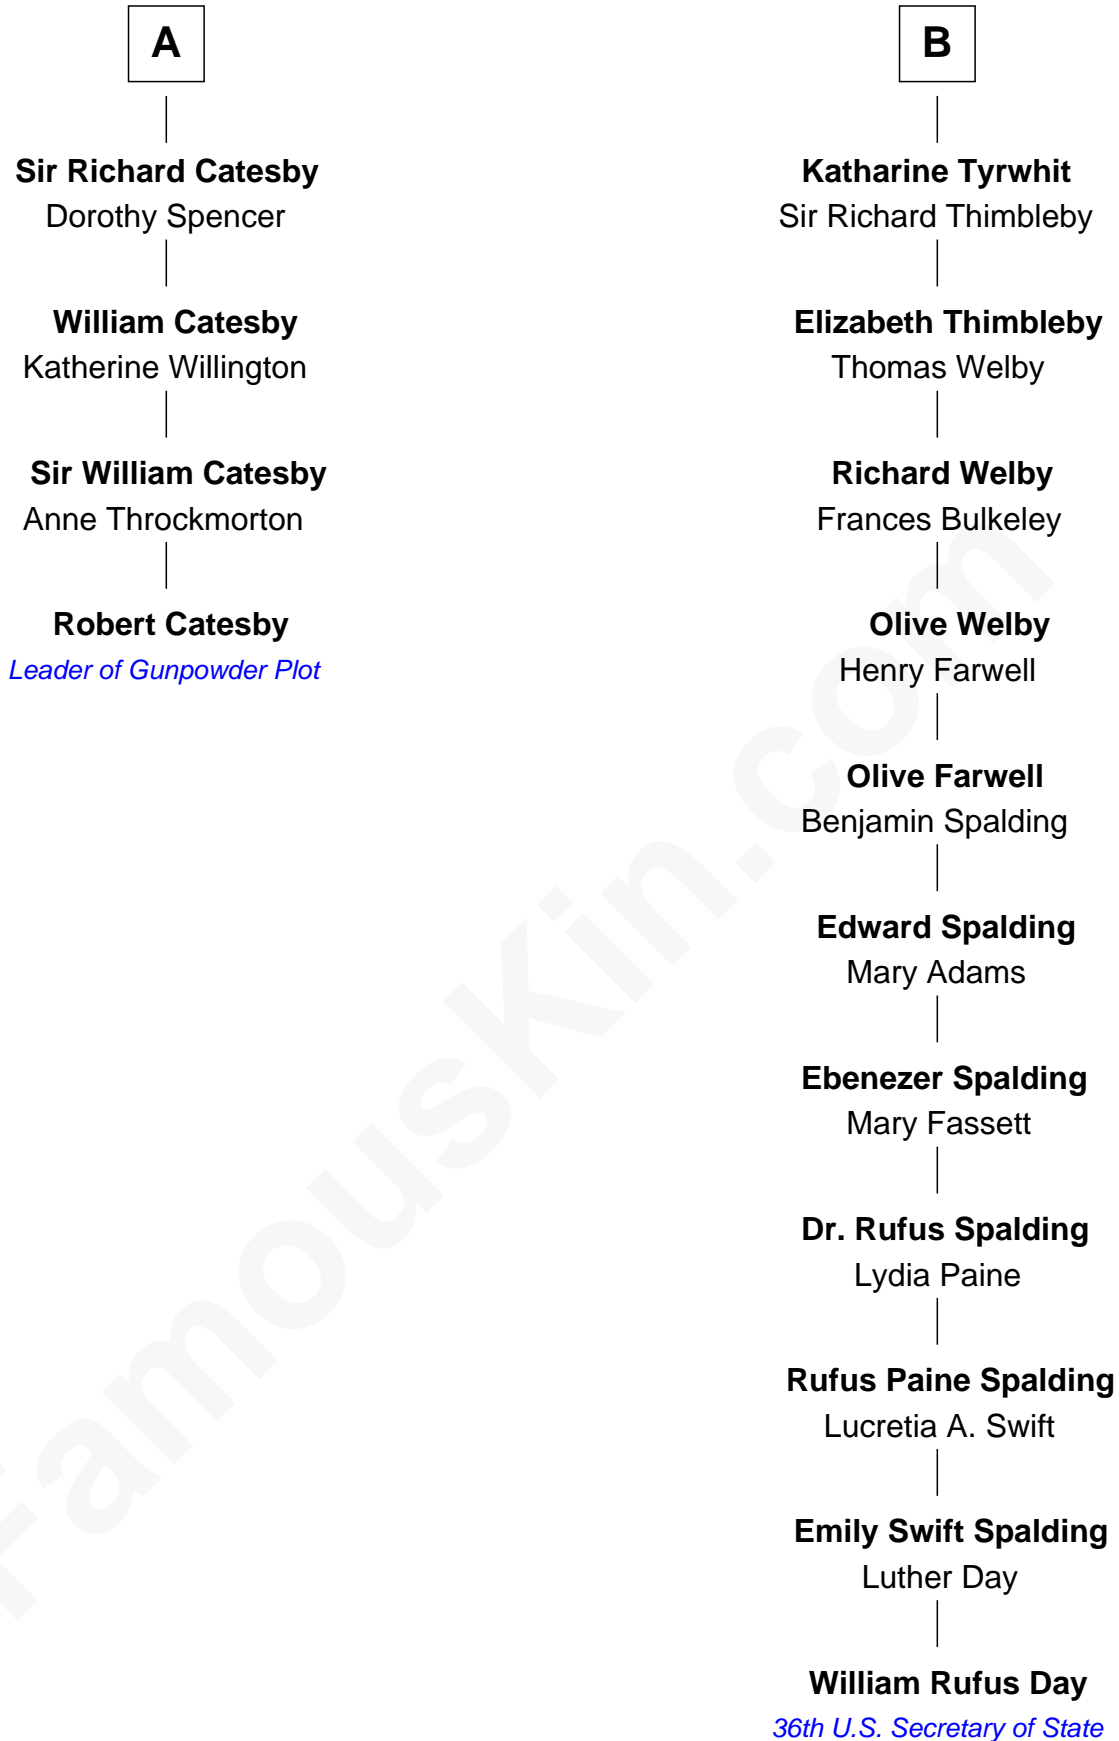 A
Sir Richard Catesby
Dorothy Spencer
William Catesby
Katherine Willington
Sir William Catesby
Anne Throckmorton
Robert Catesby
Leader of Gunpowder Plot
B
Katharine Tyrwhit
Sir Richard Thimbleby
Elizabeth Thimbleby
Thomas Welby
Richard Welby
Frances Bulkeley
Olive Welby
Henry Farwell
Olive Farwell
Benjamin Spalding
Edward Spalding
Mary Adams
Ebenezer Spalding
Mary Fassett
Dr. Rufus Spalding
Lydia Paine
Rufus Paine Spalding
Lucretia A. Swift
Emily Swift Spalding
Luther Day
William Rufus Day
36th U.S. Secretary of State
FamousKin.com